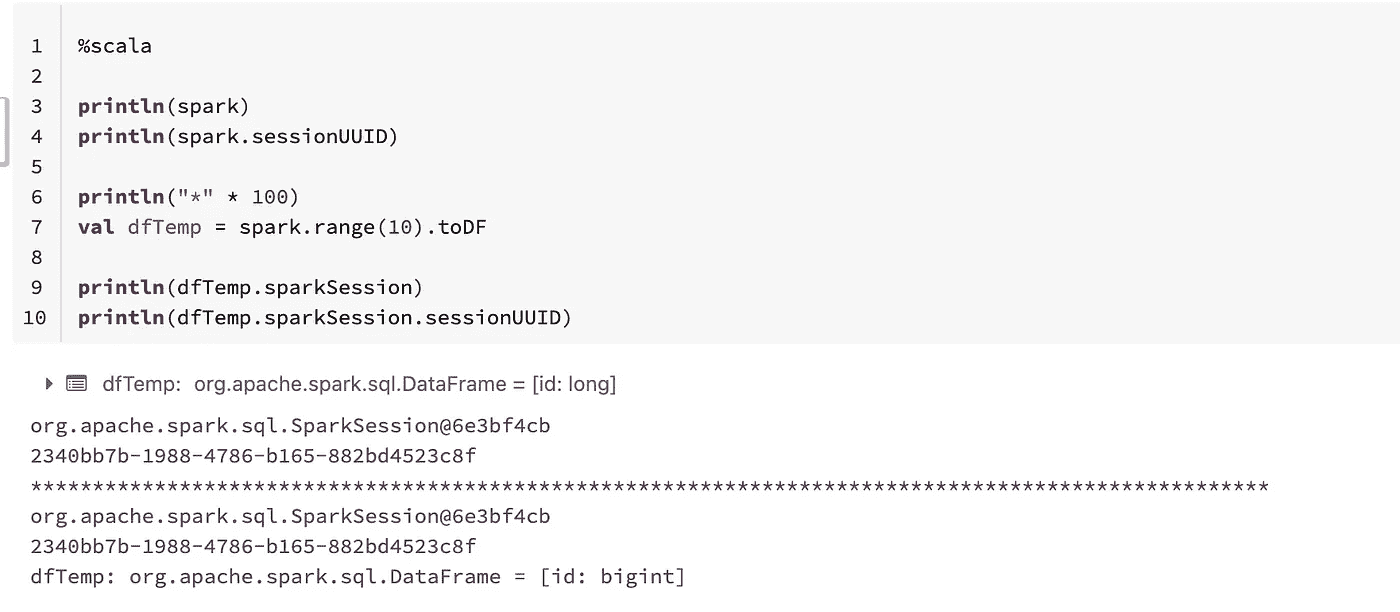 1 %scala
2
3 println(spark)
4 println(spark.sessionUUID)
5
6 println("*" * 100)
7 val dfTemp = spark.range(10).toDF
8
9 println(dfTemp.sparkSession)
10 println(dfTemp.sparkSession.sessionUUID)
dfTemp: org.apache.spark.sql.DataFrame = [id: long]
org.apache.spark.sql.SparkSession@6e3bf4cb
2340bb7b-1988-4786-b165-882bd4523c8f
****************************************************************************************************
org.apache.spark.sql.SparkSession@6e3bf4cb
2340bb7b-1988-4786-b165-882bd4523c8f
dfTemp: org.apache.spark.sql.DataFrame = [id: bigint]